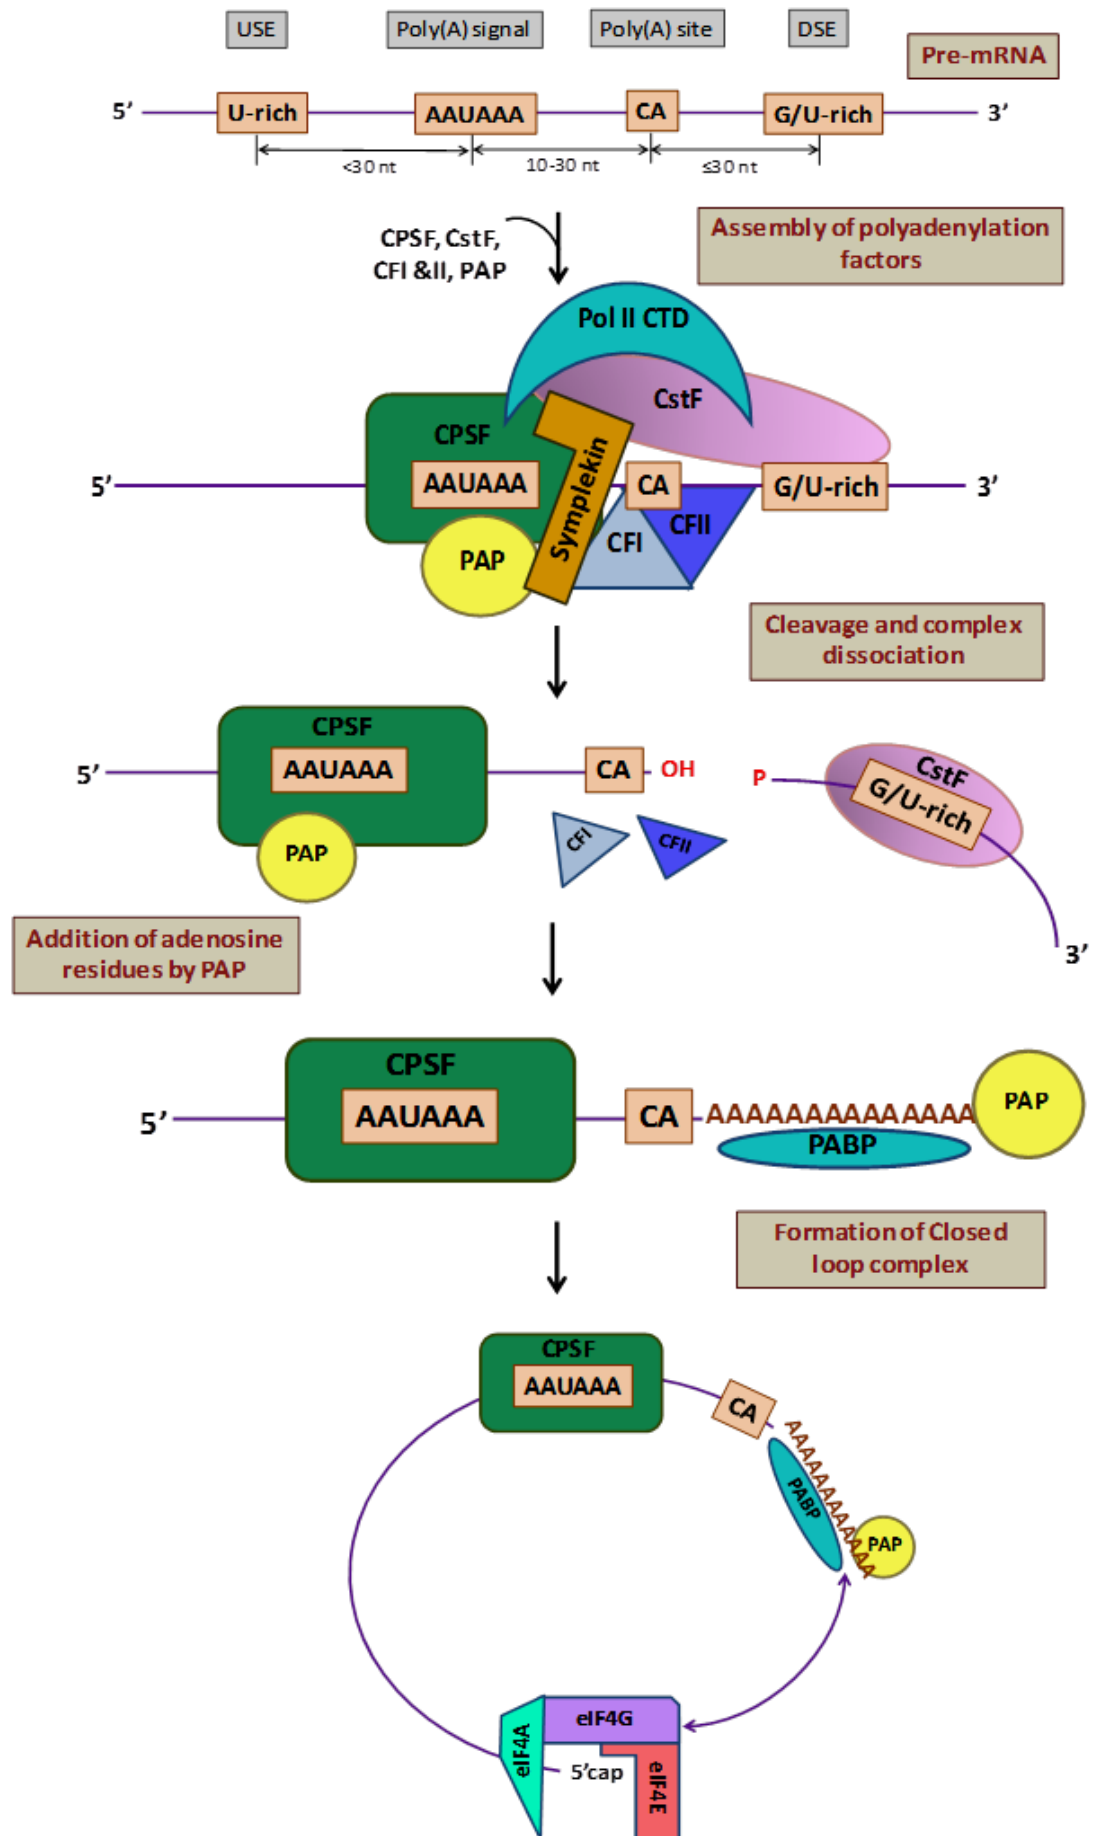 USE
Poly(A) signal
Poly(A) site
DSE
Pre-mRNA
5’
U-rich
AAUAAA
CA
G/U-rich
3’
<30 nt
10-30 nt
≤30 nt
CPSF, CstF,
CFI &II, PAP
Assembly of polyadenylation
factors
Pol II CTD
CstF
CPSF
5’
AAUAAA
Symplekin
CA
G/U-rich
3’
CFI
CFII
PAP
Cleavage and complex
dissociation
CPSF
5’
AAUAAA
CA
OH
P
CstF
G/U-rich
3’
PAP
CFI
CFII
Addition of adenosine
residues by PAP
CPSF
5’
AAUAAA
CA
AAAAAAAAAAAAAA
PAP
PABP
Formation of Closed
loop complex
CPSF
AAUAAA
CA
AAAAAAAAAAAA
PABP
PAP
eIF4A
eIF4G
5’cap
eIF4E